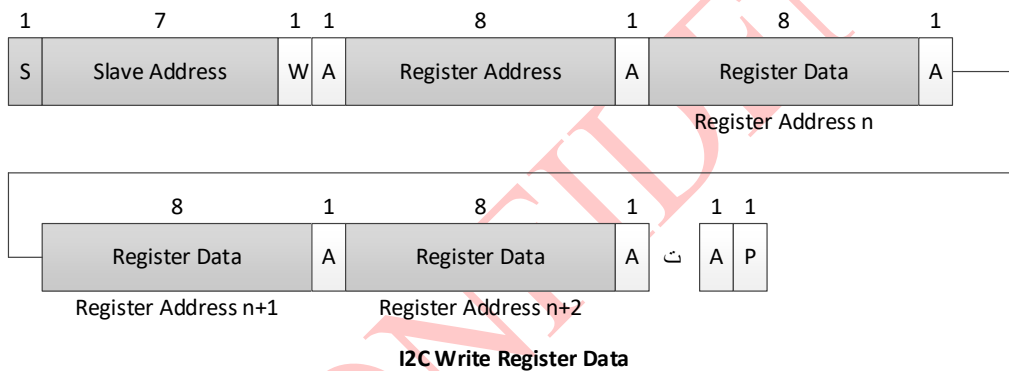 1 7 1 1 8 1 8 1
S Slave Address W A Register Address A Register Data A
Register Address n
8 1 8 1 1 1
Register Data A Register Data A ت A P
Register Address n+1 Register Address n+2
I2C Write Register Data